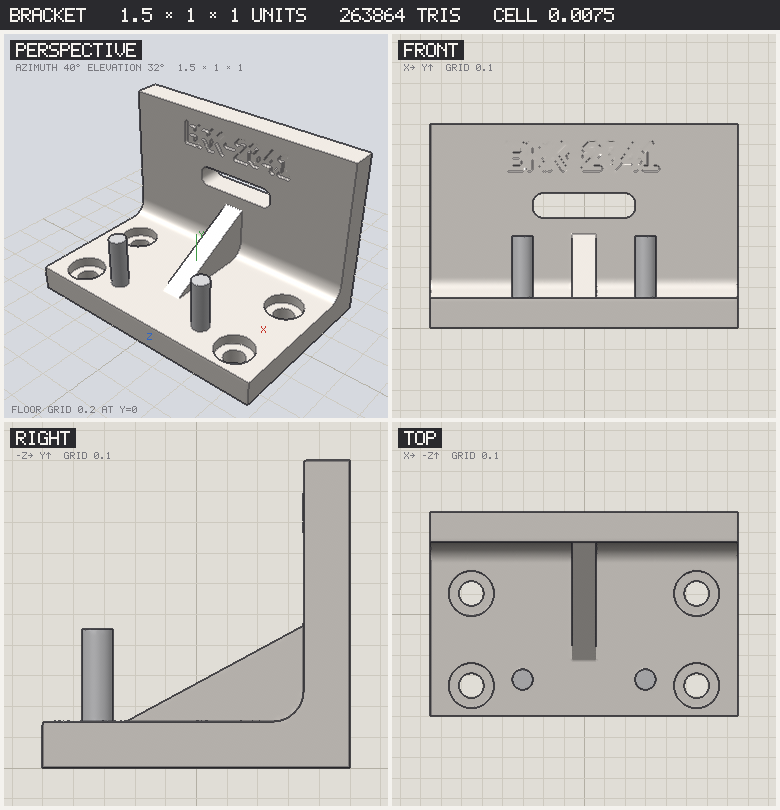 BRACKET 1.5 × 1 × 1 UNITS 263864 TRIS CELL 0.0075
PERSPECTIVE
AZIMUTH 40° ELEVATION 32° 1.5 × 1 × 1
X
Z
FLOOR GRID 0.2 AT Y=0
FRONT
X→ Y↑ GRID 0.1
RIGHT
-Z→ Y↑ GRID 0.1
TOP
X→ -Z↑ GRID 0.1